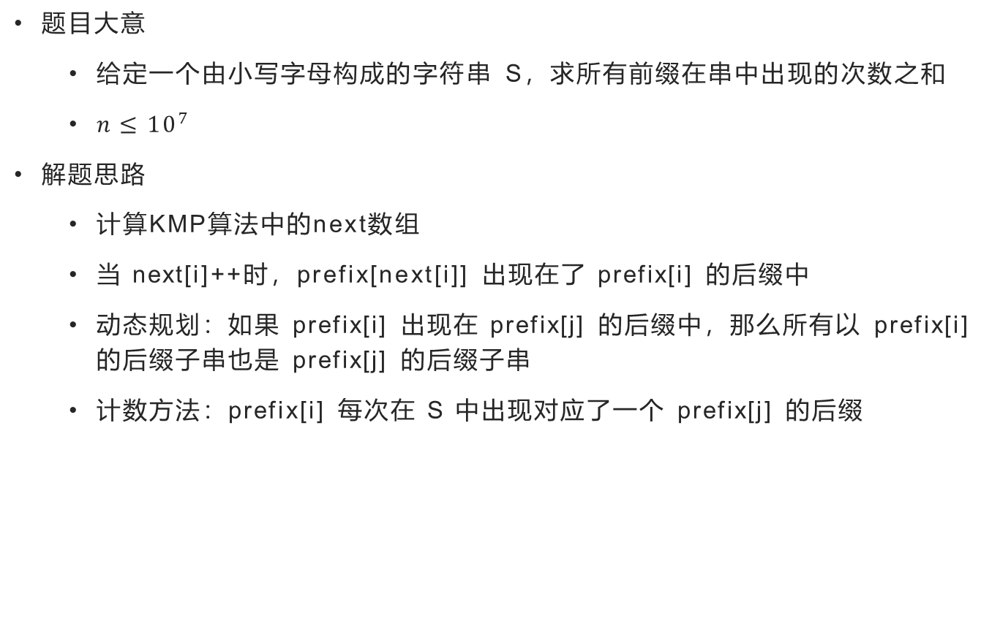 • 题目大意
• 给定一个由小写字母构成的字符串 S，求所有前缀在串中出现的次数之和
• n ≤ 10⁷
• 解题思路
• 计算KMP算法中的next数组
• 当 next[i]++时，prefix[next[i]] 出现在了 prefix[i] 的后缀中
• 动态规划：如果 prefix[i] 出现在 prefix[j] 的后缀中，那么所有以 prefix[i]
的后缀子串也是 prefix[j] 的后缀子串
• 计数方法：prefix[i] 每次在 S 中出现对应了一个 prefix[j] 的后缀